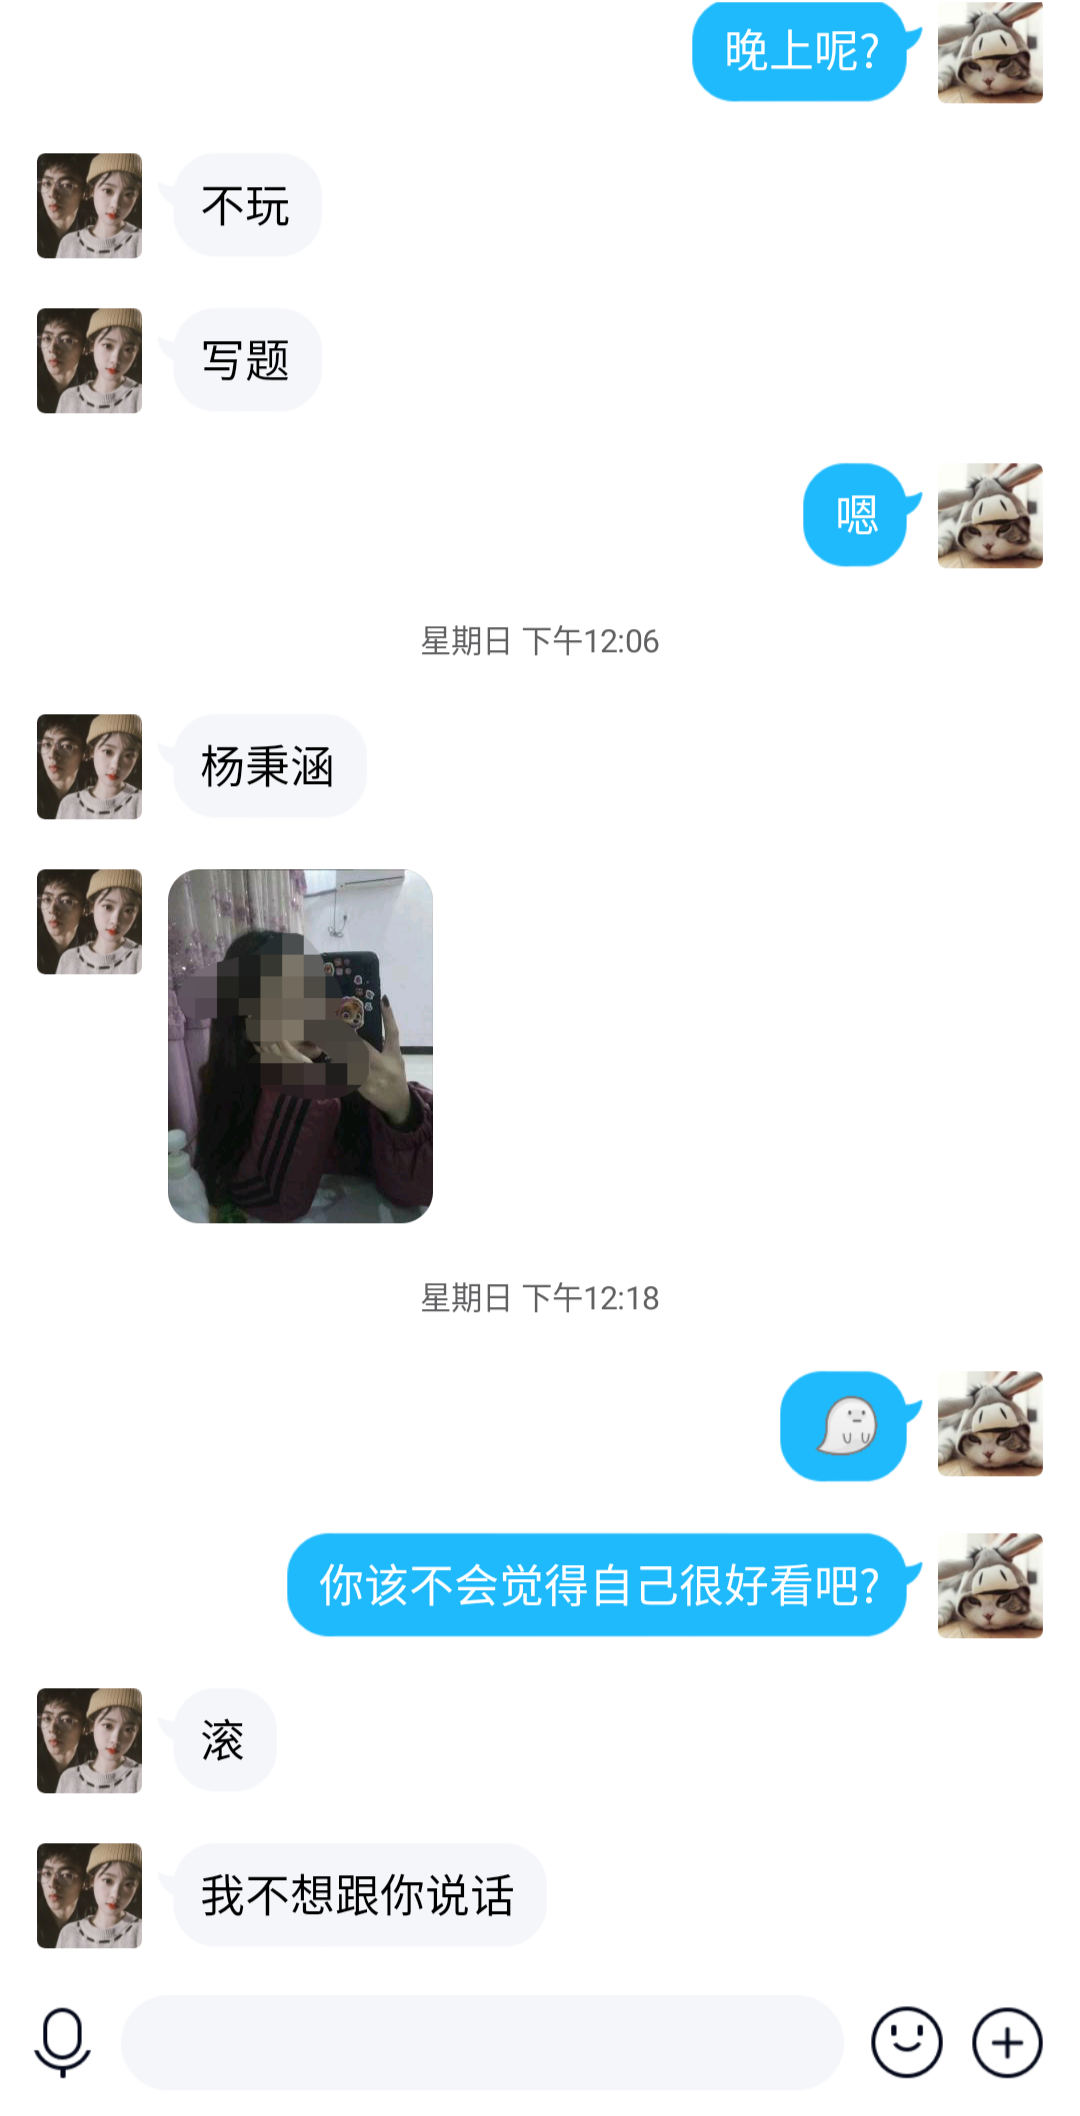 晚上呢?
不玩
写题
嗯
星期日 下午12:06
杨秉涵
星期日 下午12:18
你该不会觉得自己很好看吧?
滚
我不想跟你说话